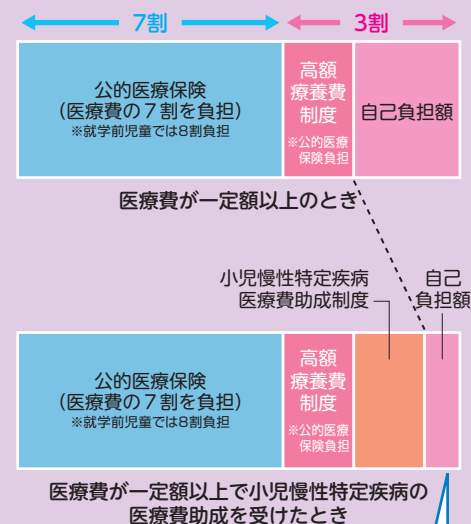 7割
3割
公的医療保険
（医療費の７割を負担）
※就学前児童では8割負担
高額
療養費
制度
※公的医療
保険負担
自己負担額
医療費が一定額以上のとき
小児慢性特定疾病
医療費助成制度
自己
負担額
公的医療保険
（医療費の７割を負担）
※就学前児童では8割負担
高額
療養費
制度
※公的医療
保険負担
医療費が一定額以上で小児慢性特定疾病の
医療費助成を受けたとき